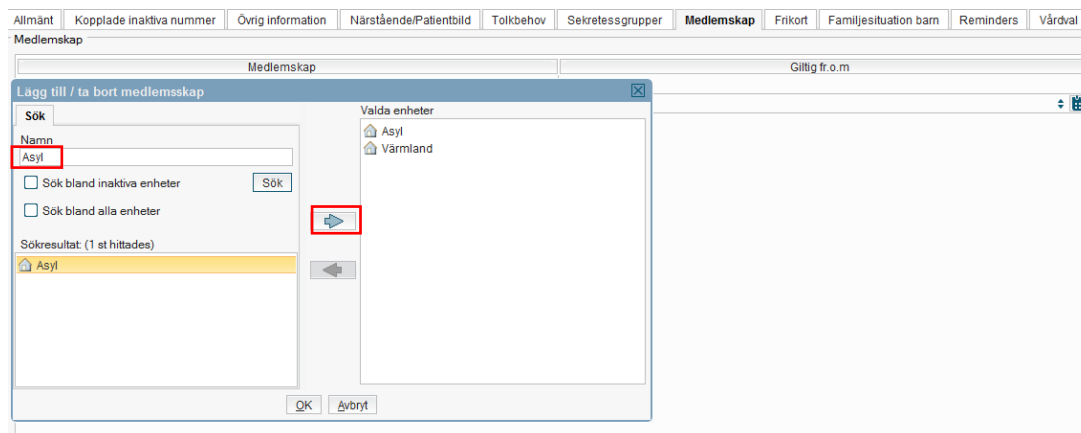 Allmänt Kopplade inaktiva nummer Övrig information Närstående/Patientbild Tolkbehov Sekretessgrupper Medlemskap Frikort Familjesituation barn Reminders Vårdval
Medlemskap
Medlemskap Giltig fr.o.m
Lägg till / ta bort medlemsskap
Sök
Valda enheter
Namn
Asyl
Sök bland inaktiva enheter Sök
Sök bland alla enheter
Sökresultat: (1 st hittades)
Asyl
Asyl
Värmland
OK Avbryt